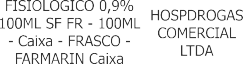 FISIOLOGICO 0,9%
100ML SF FR - 100ML
- Caixa - FRASCO -
FARMARIN Caixa
HOSPDROGAS
COMERCIAL
LTDA